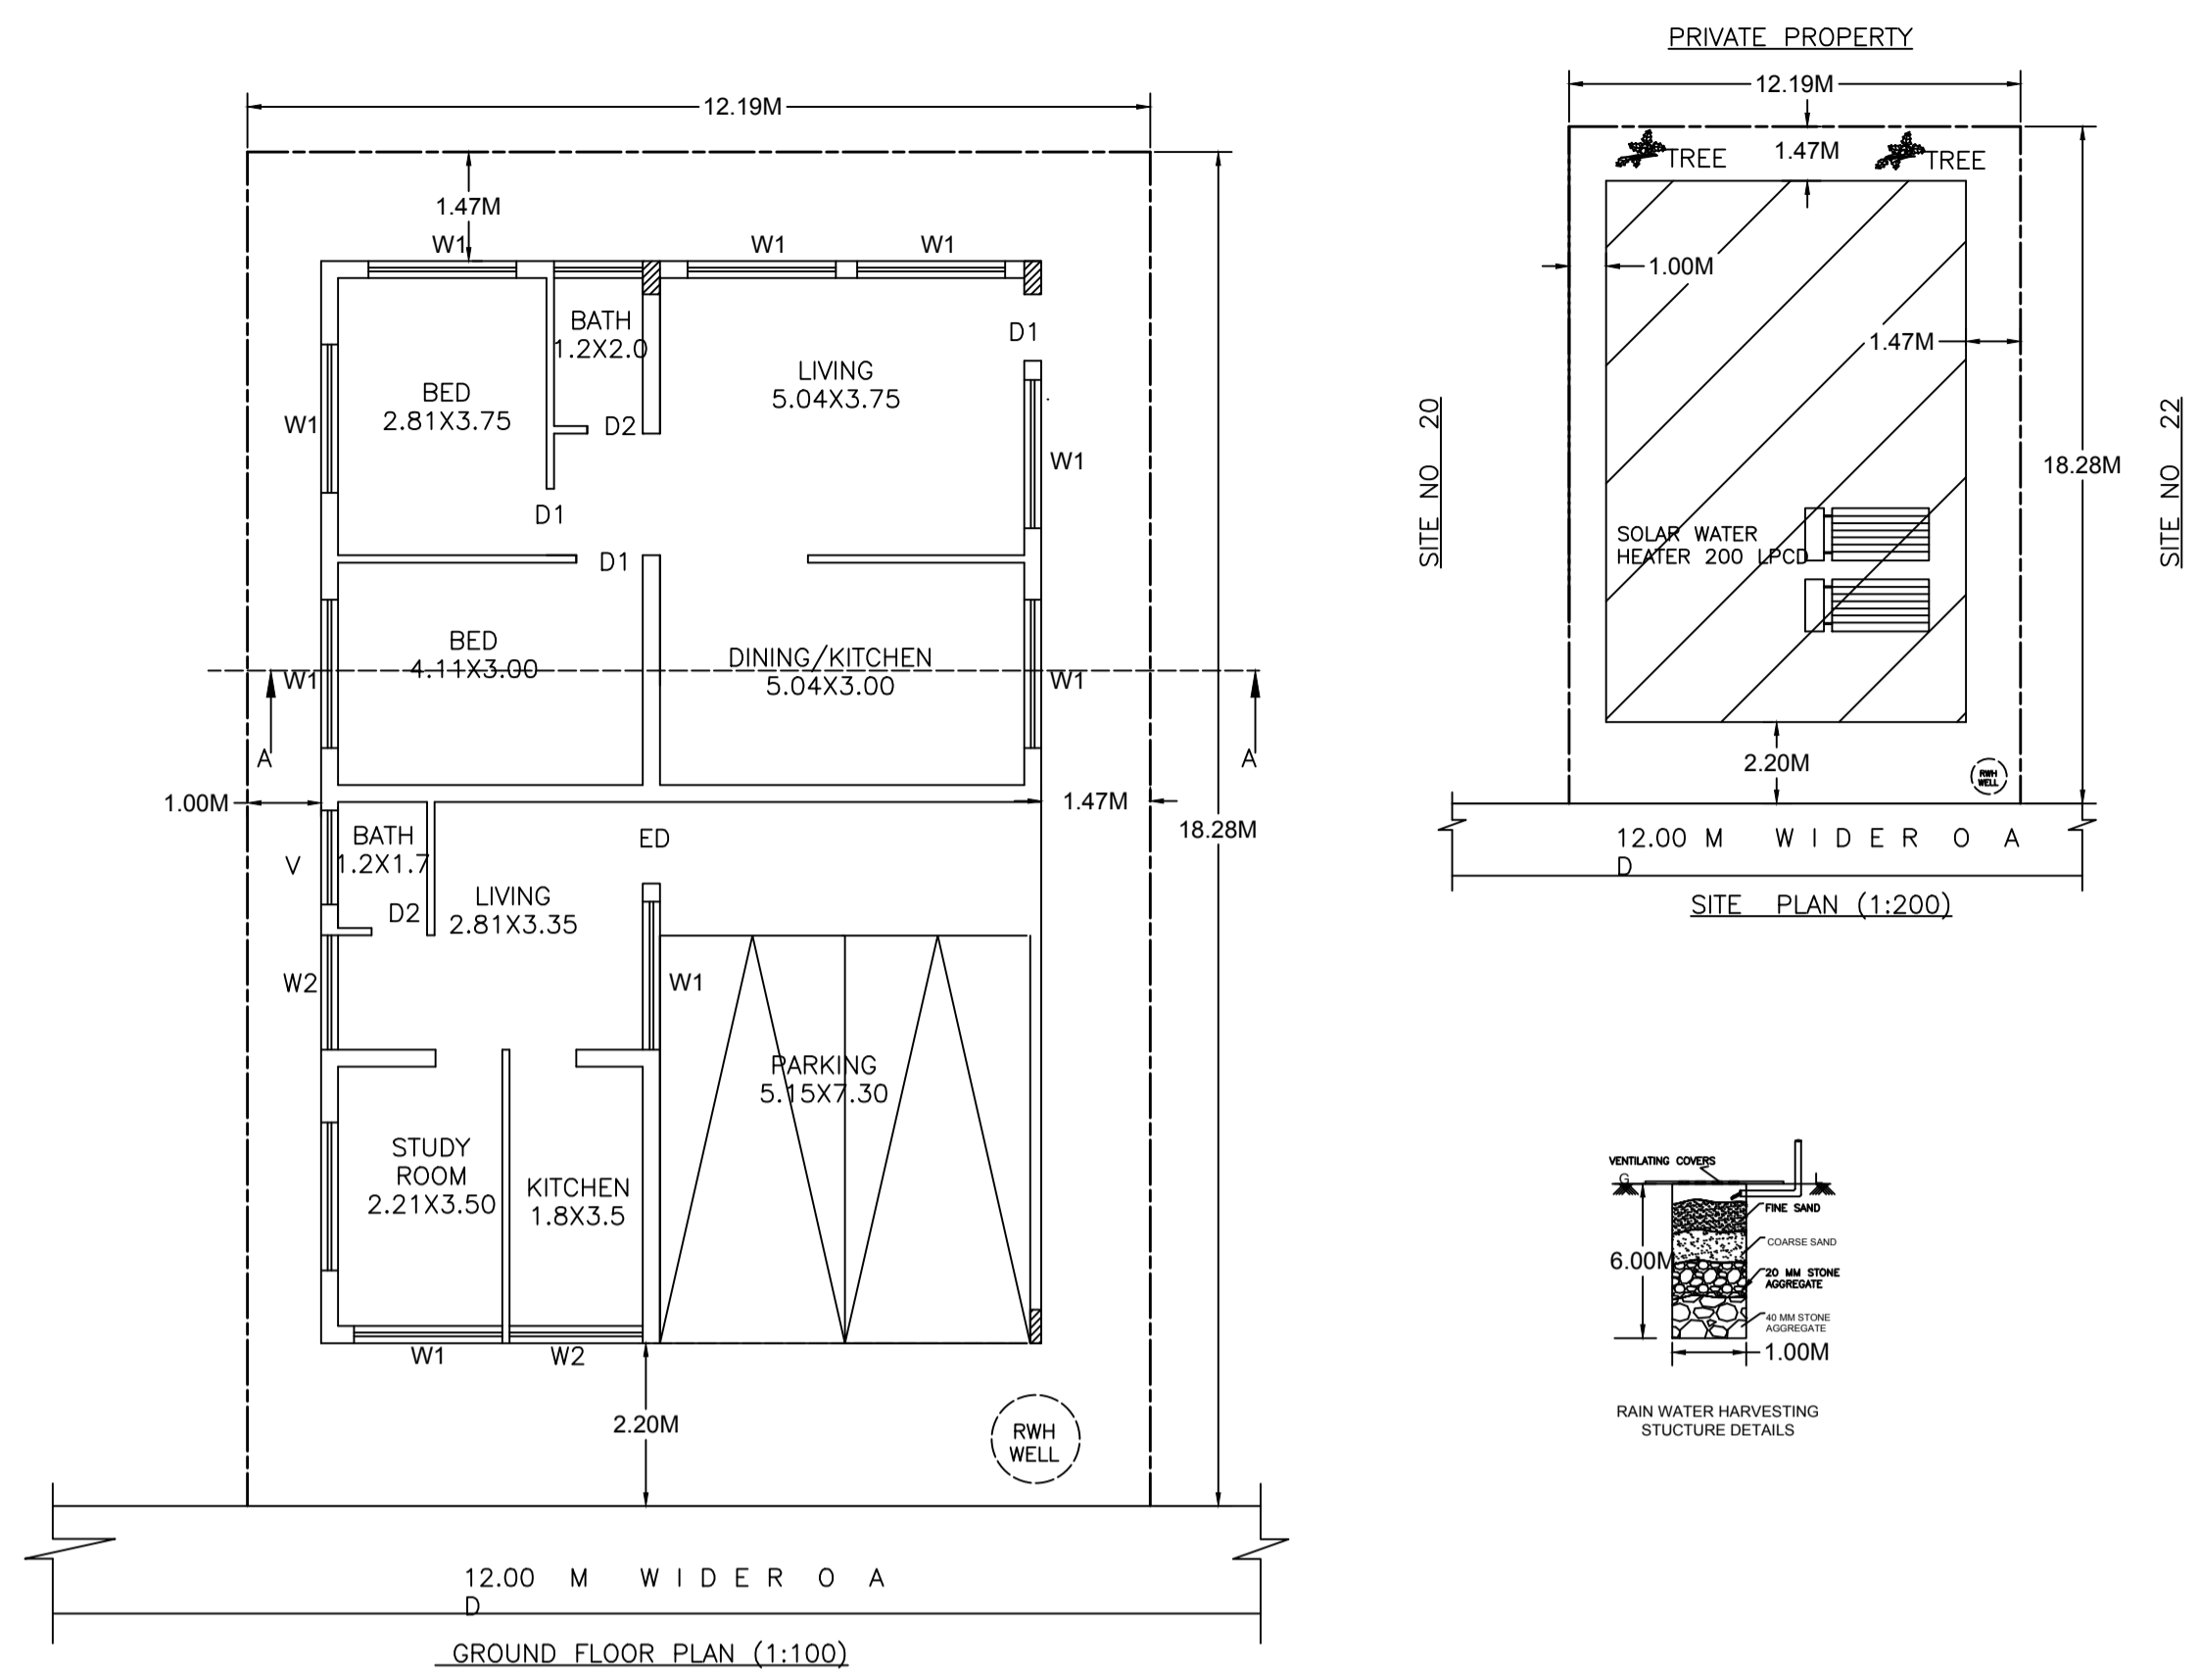 12.19M
1.47M
W1
W1
W1
BATH
1.2X2.0
D1
LIVING
5.04X3.75
BED
2.81X3.75
W1
D2
W1
D1
D1
BED
4.11X3.00
DINING/KITCHEN
5.04X3.00
W1
W1
A
A
1.00M
1.47M
18.28M
BATH
1.2X1.7
ED
V
LIVING
2.81X3.35
D2
W2
W1
PARKING
5.15X7.30
STUDY
ROOM
2.21X3.50
KITCHEN
1.8X3.5
W1
W2
2.20M
RWH
WELL
12.00 M WIDEROA
D
GROUND FLOOR PLAN (1:100)
PRIVATE PROPERTY
12.19M
TREE
1.47M
TREE
1.00M
1.47M
SITE NO 20
18.28M
SITE NO 22
SOLAR WATER
HEATER 200 LPCD
2.20M
RWH
WELL
12.00 M WIDEROA
D
SITE PLAN (1:200)
VENTILATING COVERS
G
L
FINE SAND
COARSE SAND
6.00M
20 MM STONE
AGGREGATE
40 MM STONE
AGGREGATE
1.00M
RAIN WATER HARVESTING
STUCTURE DETAILS